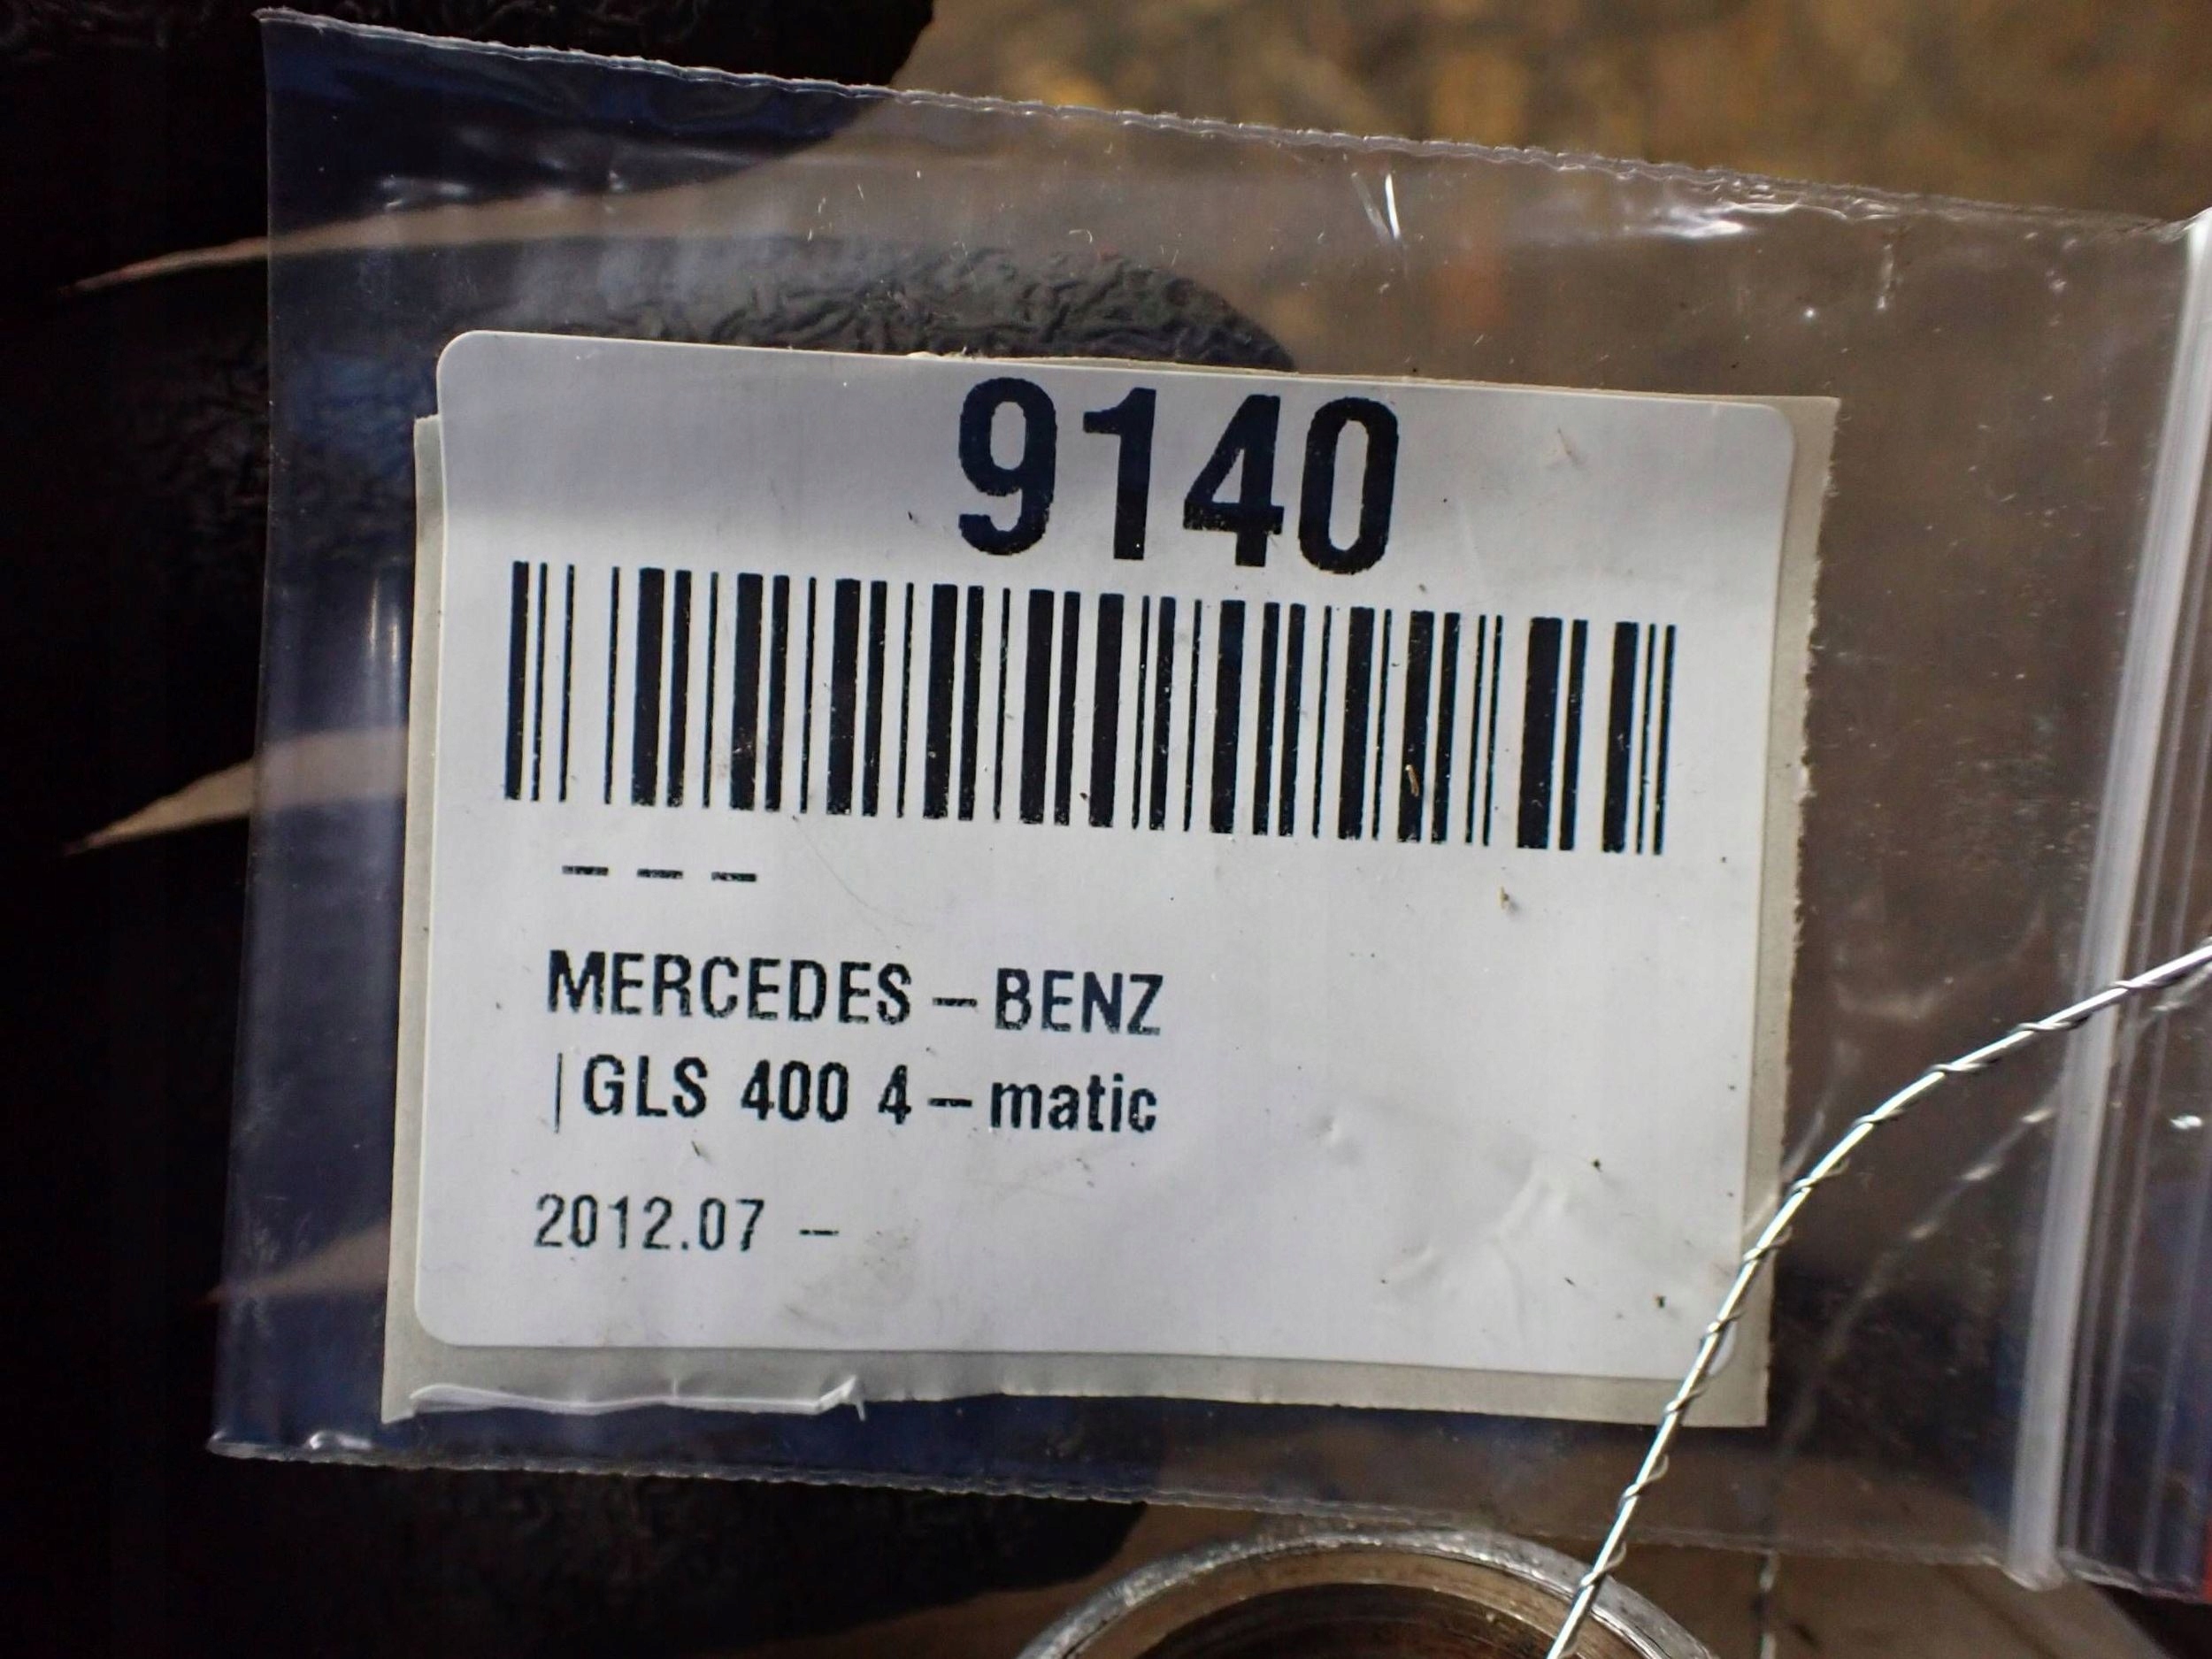 9140
– – –
MERCEDES – BENZ
|GLS 400 4 – matic
2012.07 –